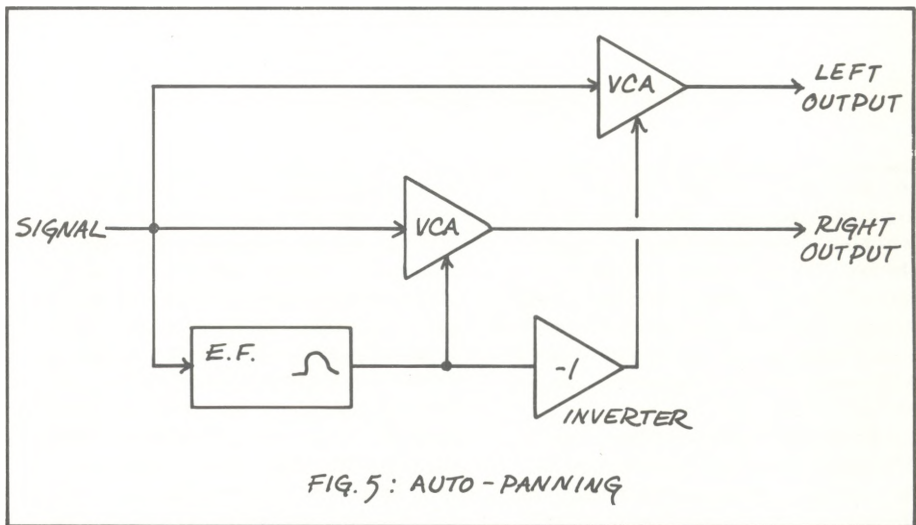 VCA
LEFT
OUTPUT
SIGNAL
VCA
RIGHT
OUTPUT
E.F.
-1
INVERTER
FIG. 5: AUTO-PANNING